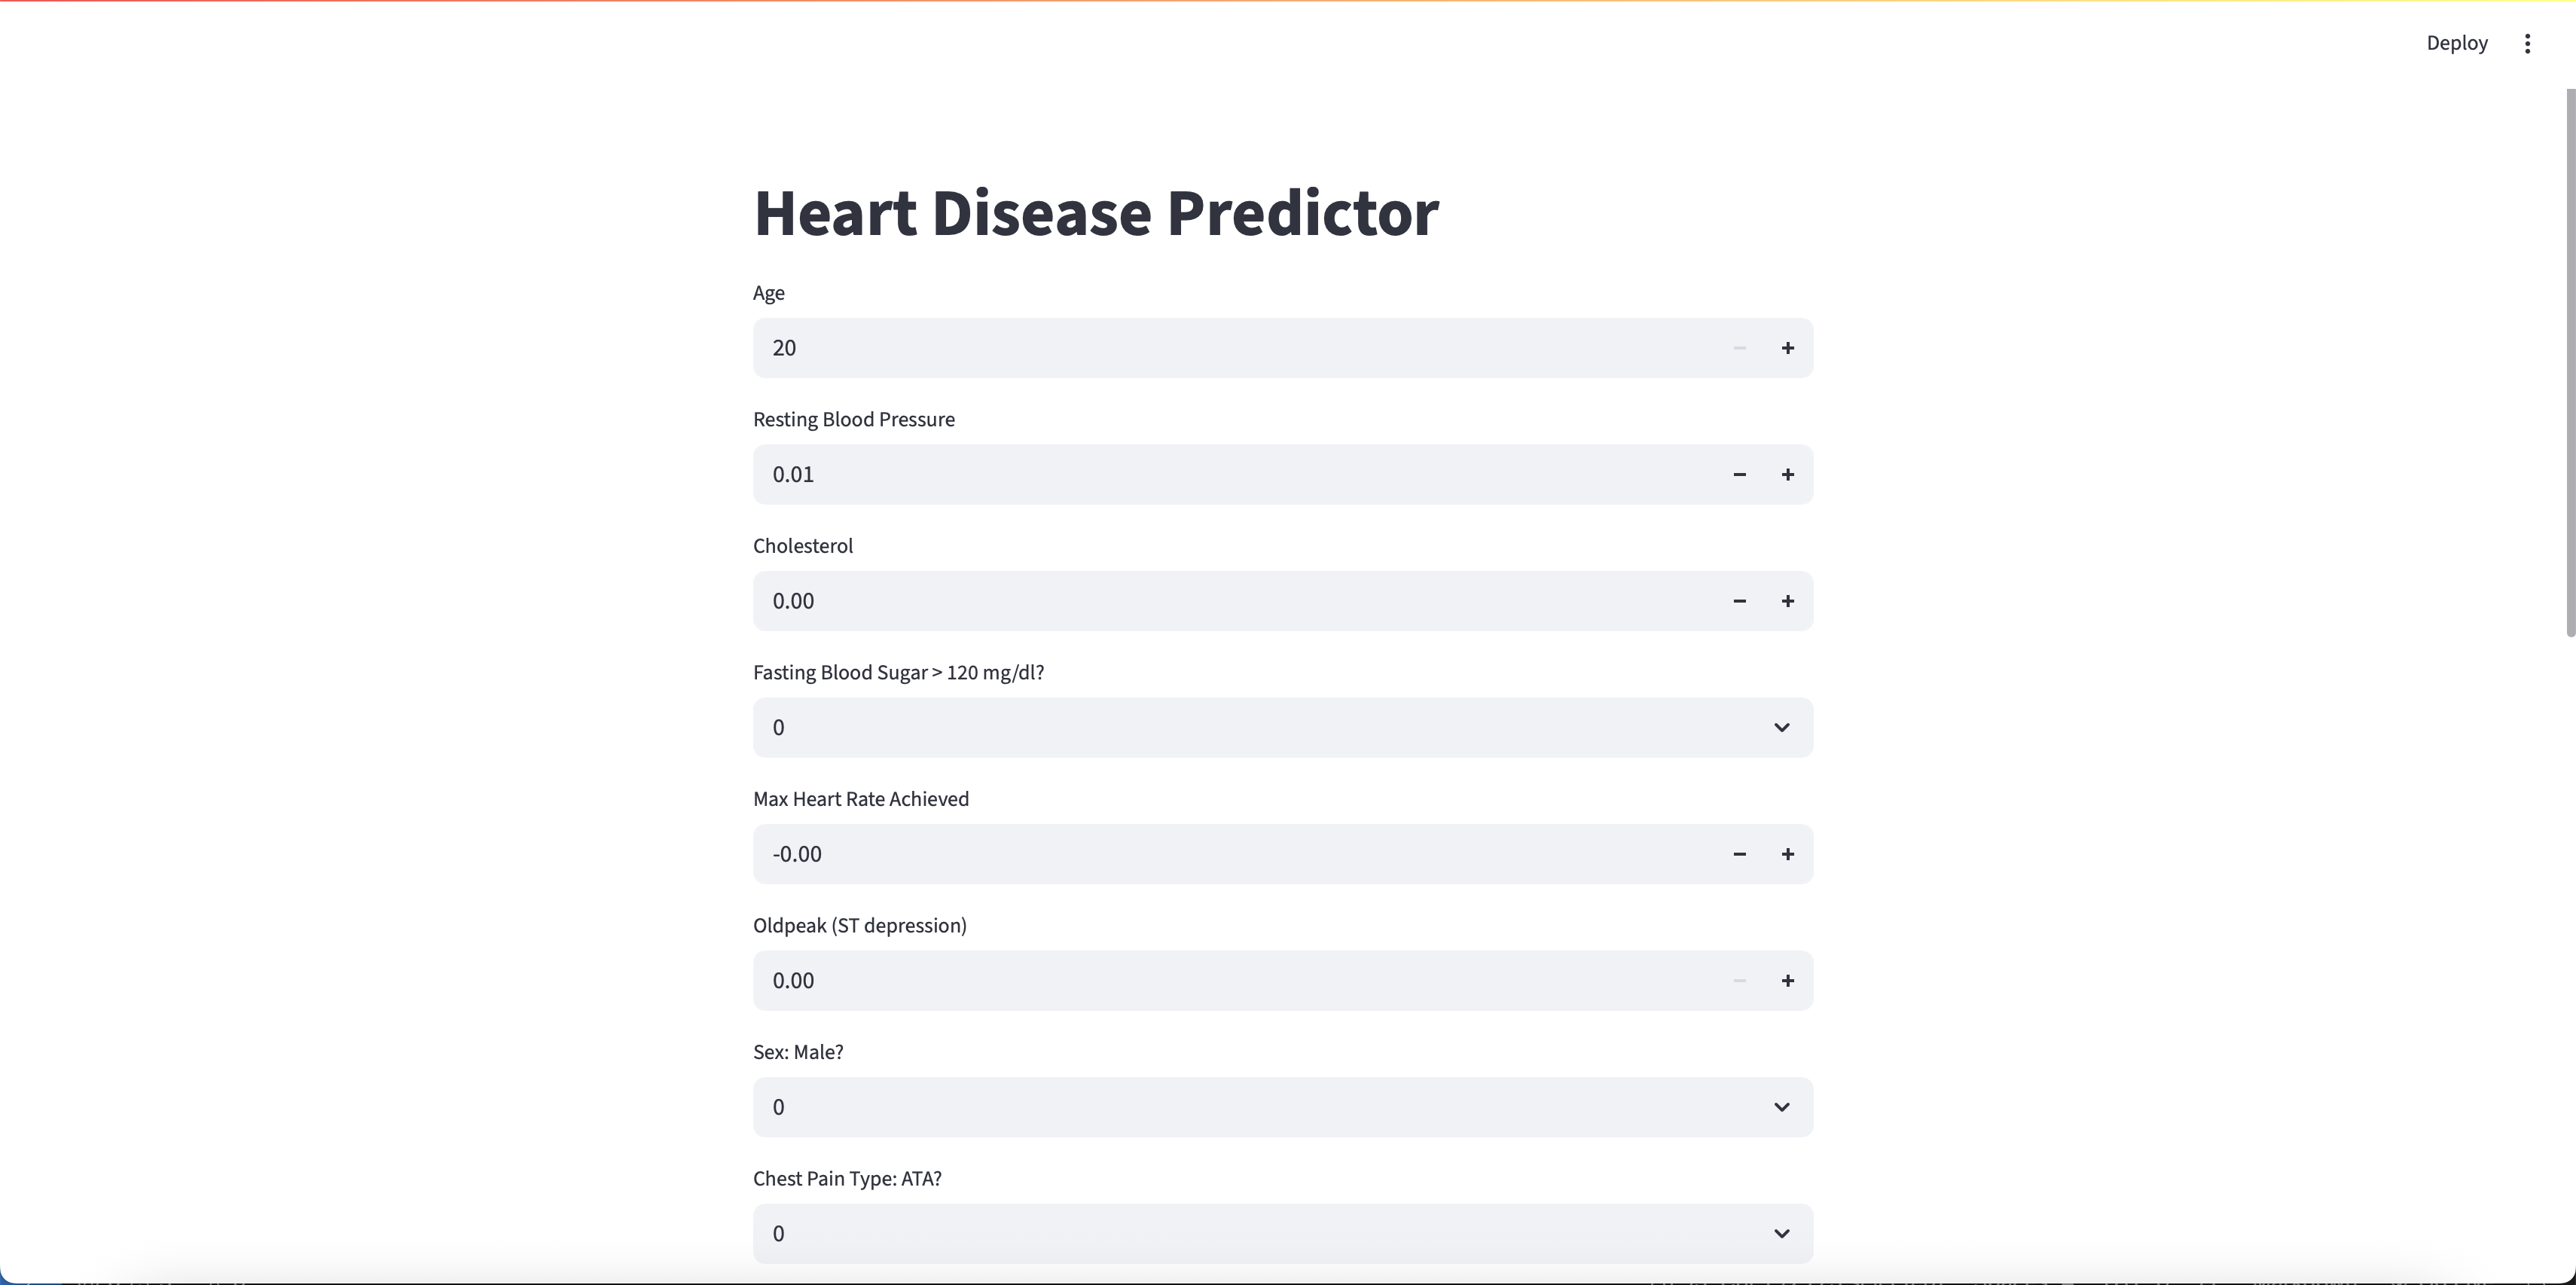 Deploy
Heart Disease Predictor
Age
20
Resting Blood Pressure
0.01
Cholesterol
0.00
Fasting Blood Sugar > 120 mg/dl?
0
Max Heart Rate Achieved
-0.00
Oldpeak (ST depression)
0.00
Sex: Male?
0
Chest Pain Type: ATA?
0